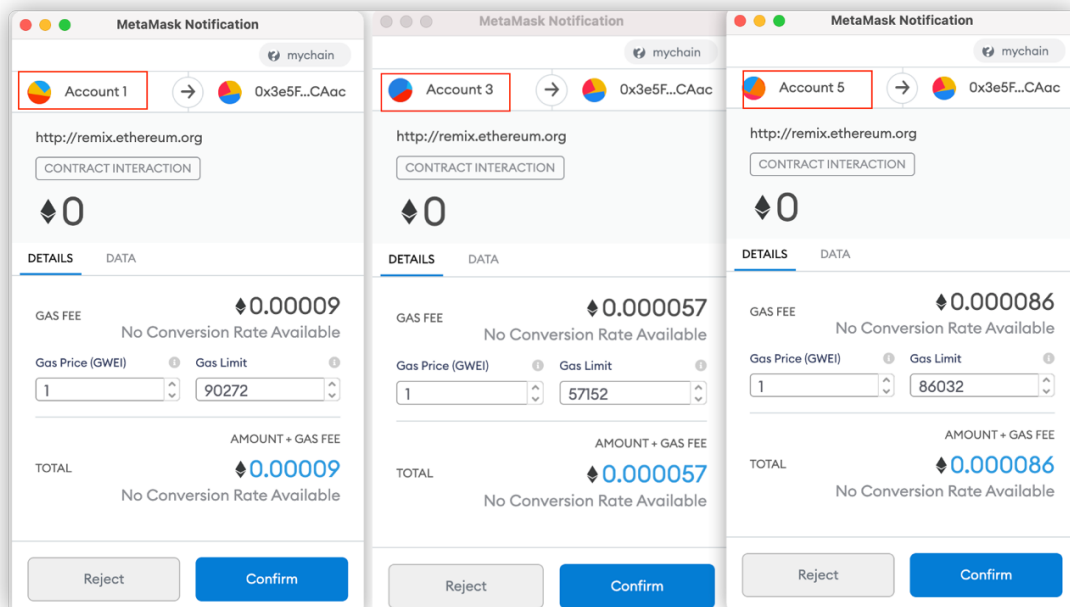 MetaMask Notification
mychain
Account 1
0x3e5F...CAac
http://remix.ethereum.org
CONTRACT INTERACTION
0
DETAILS DATA
GAS FEE
0.00009
No Conversion Rate Available
Gas Price (GWEI) Gas Limit
1 90272
AMOUNT + GAS FEE
TOTAL
0.00009
No Conversion Rate Available
Reject Confirm
MetaMask Notification
mychain
Account 3
0x3e5F...CAac
http://remix.ethereum.org
CONTRACT INTERACTION
0
DETAILS DATA
GAS FEE
0.000057
No Conversion Rate Available
Gas Price (GWEI) Gas Limit
1 57152
AMOUNT + GAS FEE
TOTAL
0.000057
No Conversion Rate Available
Reject Confirm
MetaMask Notification
mychain
Account 5
0x3e5F...CAac
http://remix.ethereum.org
CONTRACT INTERACTION
0
DETAILS DATA
GAS FEE
0.000086
No Conversion Rate Available
Gas Price (GWEI) Gas Limit
1 86032
AMOUNT + GAS FEE
TOTAL
0.000086
No Conversion Rate Available
Reject Confirm